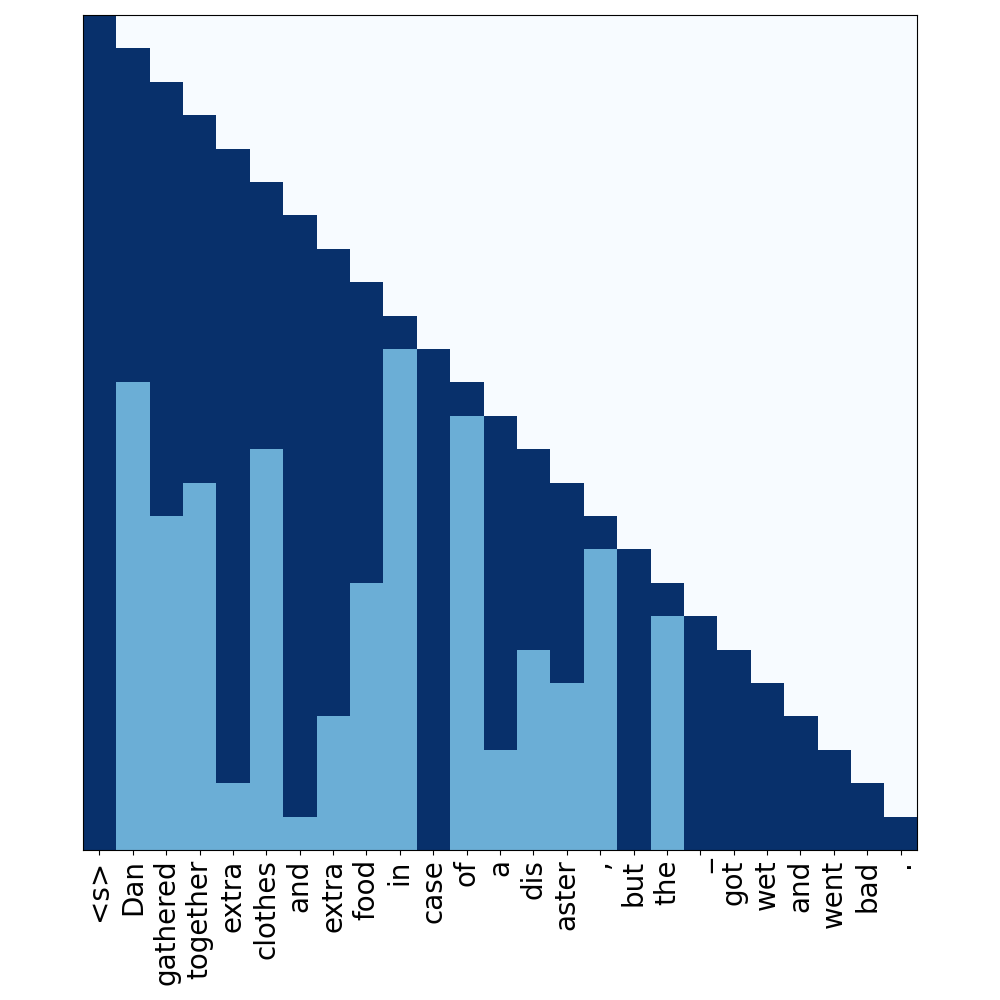 <s> Dan gathered together extra clothes and extra food in case of a dis aster , but the _ got wet and went bad .